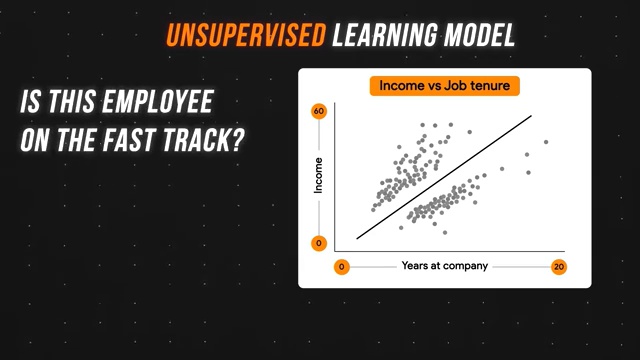 UNSUPERVISED LEARNING MODEL
IS THIS EMPLOYEE
ON THE FAST TRACK?
Income vs Job tenure
60
Income
0
0
Years at company
20